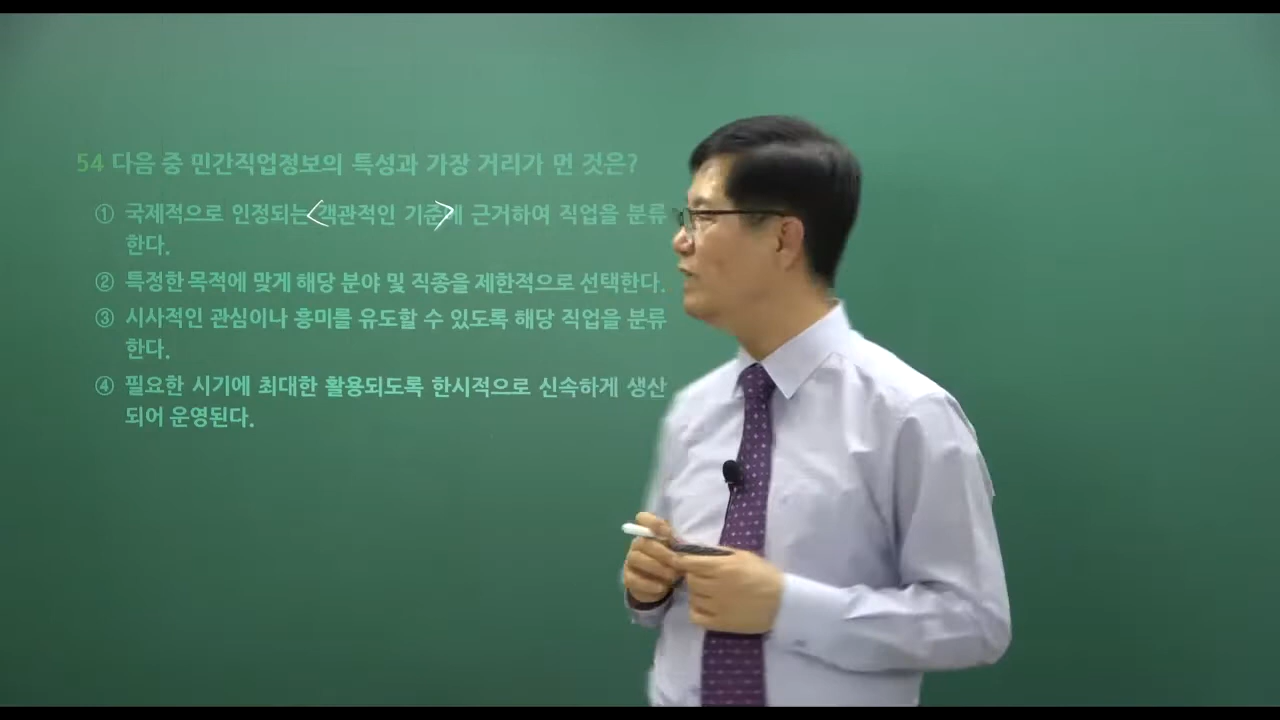 54 다음 중 민간직업정보의 특성과 가장 거리가 먼 것은?
① 국제적으로 인정되는 객관적인 기준에 근거하여 직업을 분류
한다.
② 특정한 목적에 맞게 해당 분야 및 직종을 제한적으로 선택한다.
③ 시사적인 관심이나 흥미를 유도할 수 있도록 해당 직업을 분류
한다.
④ 필요한 시기에 최대한 활용되도록 한시적으로 신속하게 생산
되어 운영된다.